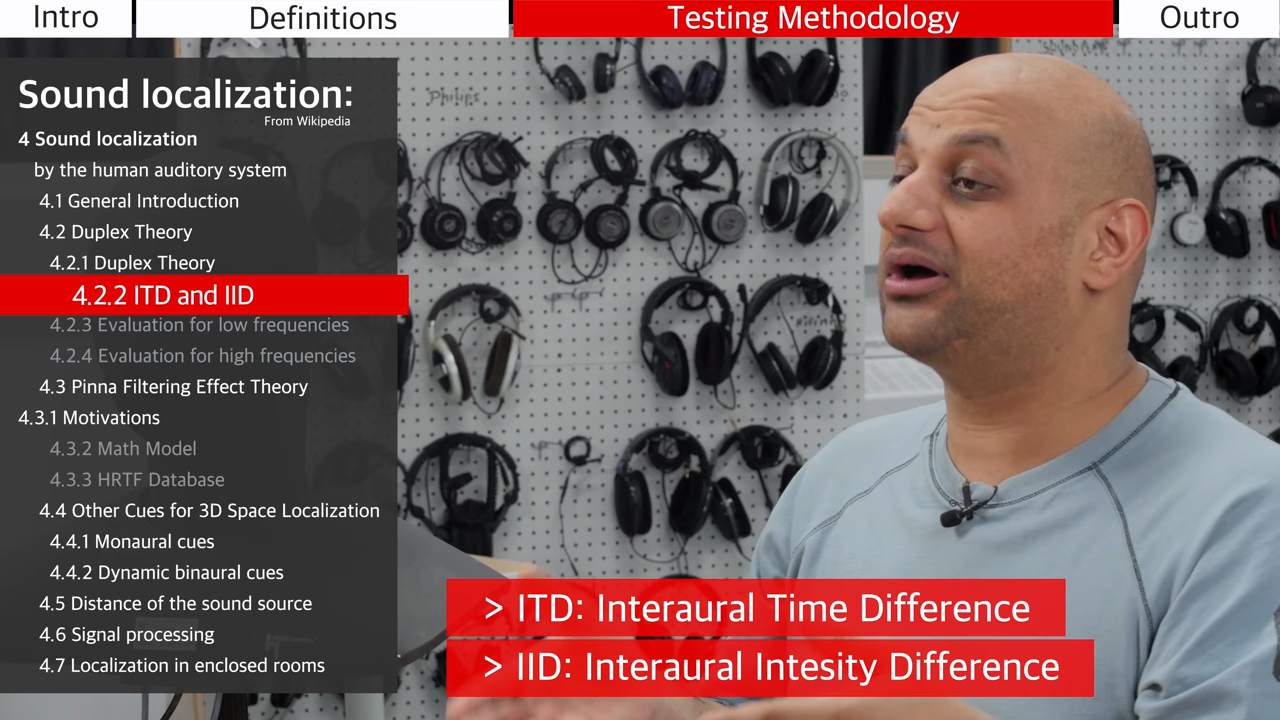 Intro
Definitions
Testing Methodology
Outro
Sound localization:
From Wikipedia
4 Sound localization
by the human auditory system
4.1 General Introduction
4.2 Duplex Theory
4.2.1 Duplex Theory
4.2.2 ITD and IID
4.2.3 Evaluation for low frequencies
4.2.4 Evaluation for high frequencies
4.3 Pinna Filtering Effect Theory
4.3.1 Motivations
4.3.2 Math Model
4.3.3 HRTF Database
4.4 Other Cues for 3D Space Localization
4.4.1 Monaural cues
4.4.2 Dynamic binaural cues
4.5 Distance of the sound source
4.6 Signal processing
4.7 Localization in enclosed rooms
Philips
> ITD: Interaural Time Difference
> IID: Interaural Intesity Difference